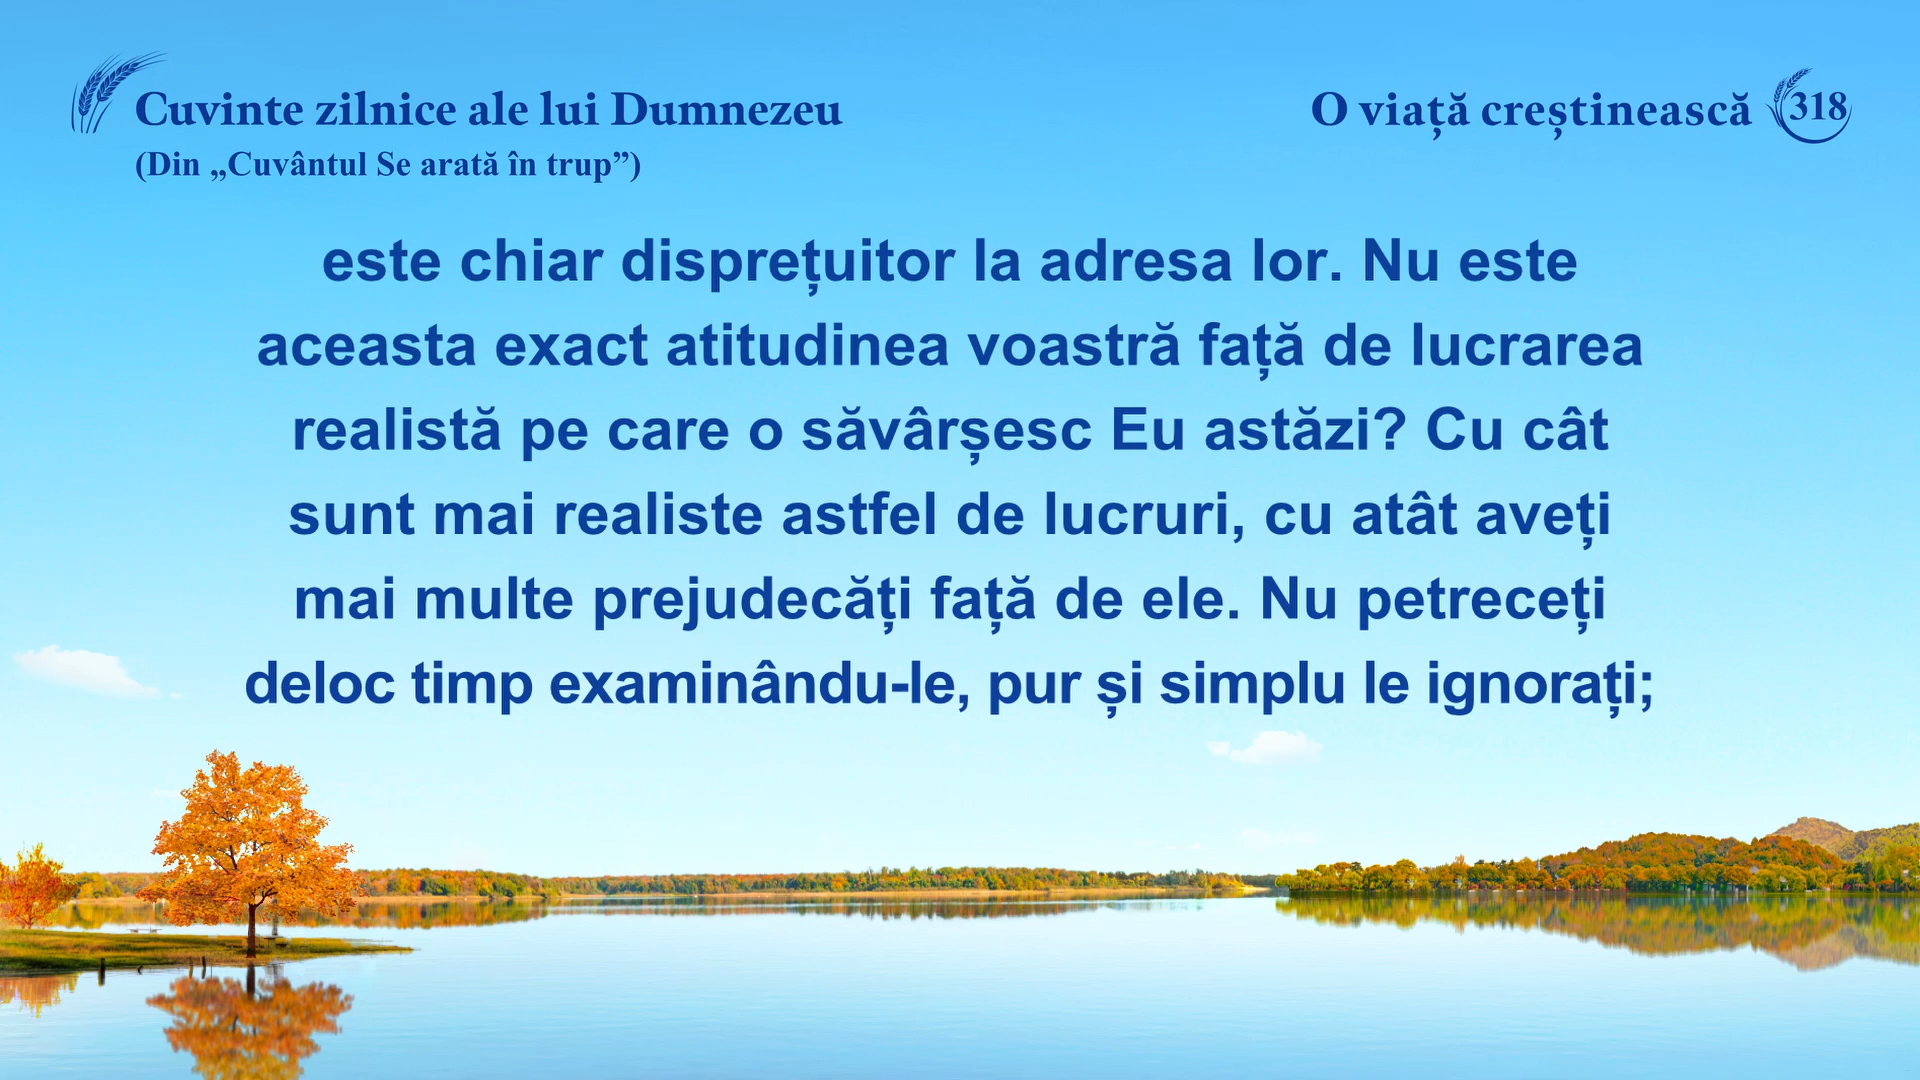 Cuvinte zilnice ale lui Dumnezeu
(Din „Cuvântul Se arată în trup”)
O viață creștinească 318
este chiar disprețuitor la adresa lor. Nu este
aceasta exact atitudinea voastră față de lucrarea
realistă pe care o săvârșesc Eu astăzi? Cu cât
sunt mai realiste astfel de lucruri, cu atât aveți
mai multe prejudecăți față de ele. Nu petreceți
deloc timp examinându-le, pur și simplu le ignorați;